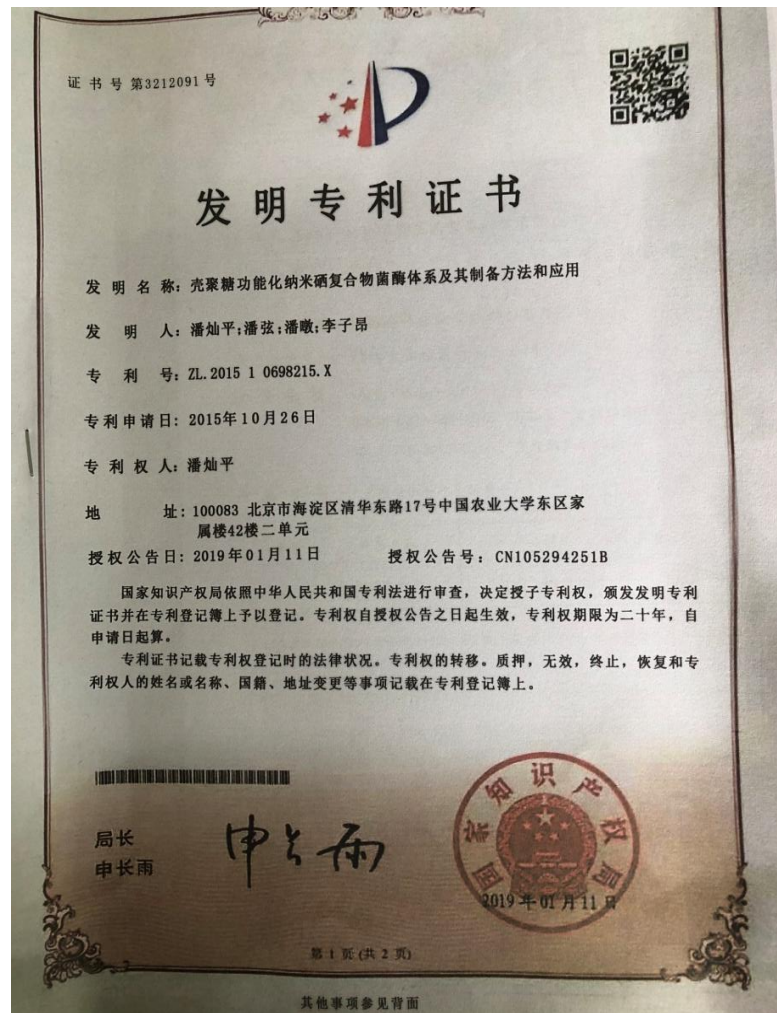 证书号第3212091号
发明专利证书
发明名称：壳聚糖功能化纳米硒复合物菌酶体系及其制备方法和应用
发明人：潘灿平;潘弦;潘暾;李子昂
专利号：ZL.2015 1 0698215.X
专利申请日：2015年10月26日
专利权人：潘灿平
地址：100083 北京市海淀区清华东路17号中国农业大学东区家
属楼42楼二单元
授权公告日：2019年01月11日 授权公告号：CN105294251B
国家知识产权局依照中华人民共和国专利法进行审查，决定授予专利权，颁发发明专利
证书并在专利登记簿上予以登记。专利权自授权公告之日起生效，专利权期限为二十年，自
申请日起算。
专利证书记载专利权登记时的法律状况。专利权的转移。质押，无效，终止，恢复和专
利权人的姓名或名称、国籍、地址变更等事项记载在专利登记簿上。
局长
申长雨
申长雨
国家知识产权局
2019年01月11日
第1页(共2页)
其他事项参见背面